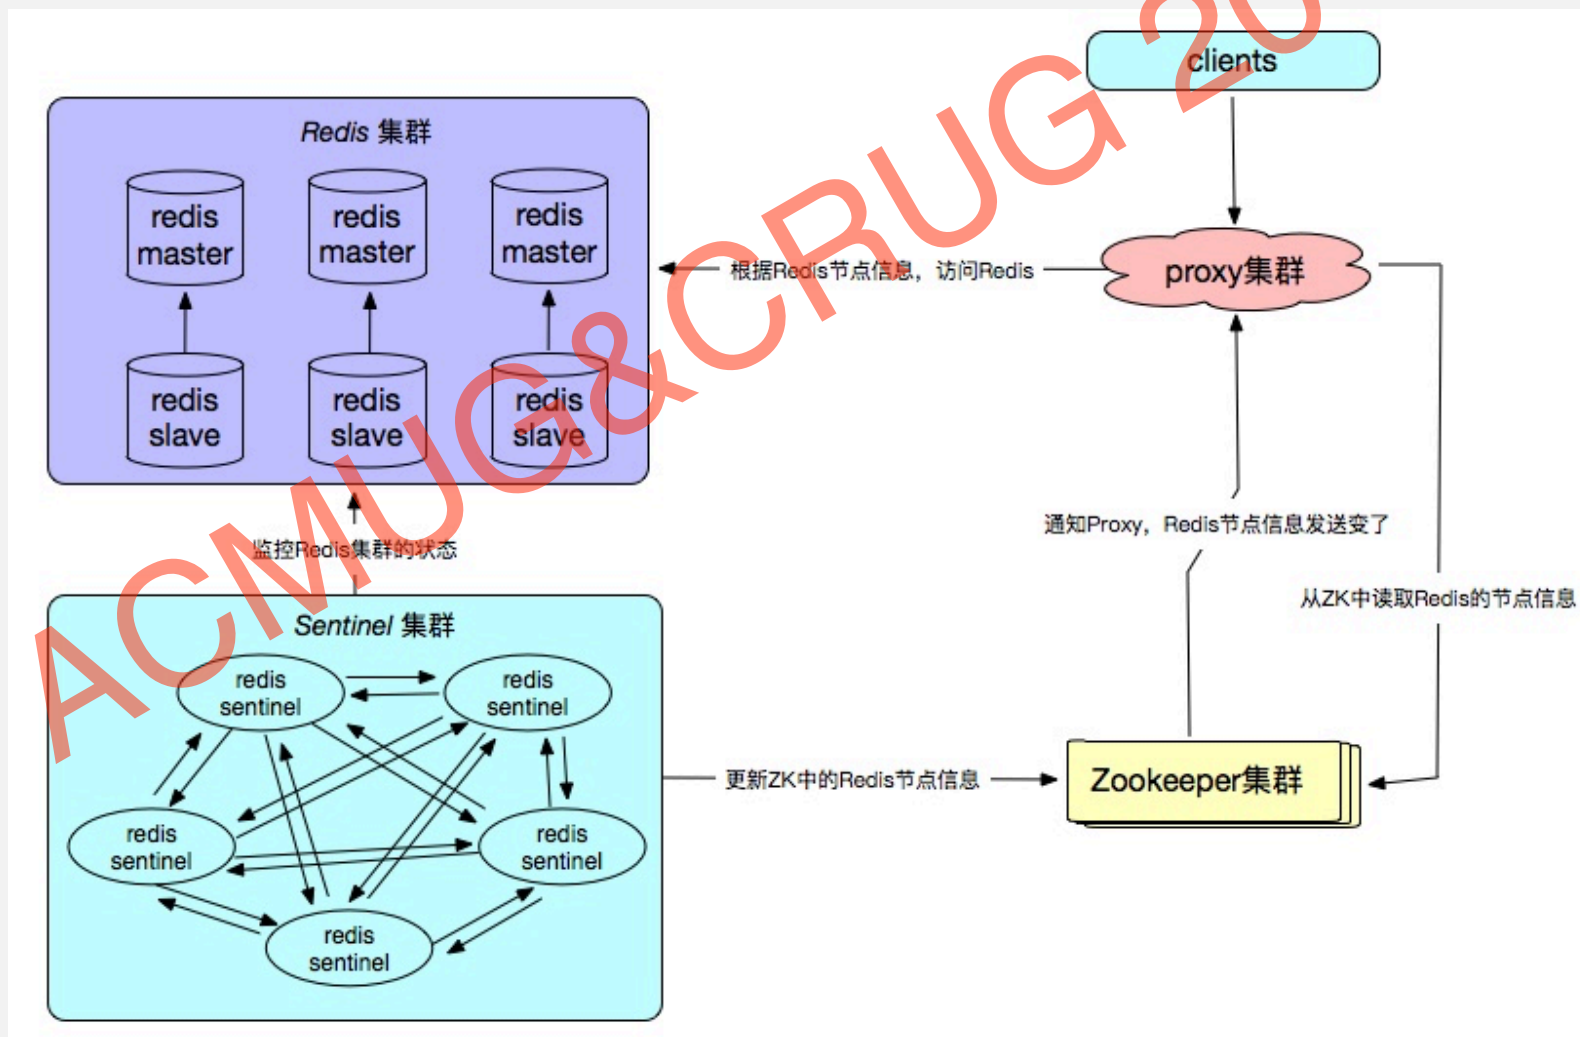 clients
Redis 集群
redis
master
redis
master
redis
master
根据Redis节点信息，访问Redis
proxy集群
redis
slave
redis
slave
redis
slave
通知Proxy，Redis节点信息发送变了
监控Redis集群的状态
从ZK中读取Redis的节点信息
Sentinel 集群
redis
sentinel
redis
sentinel
更新ZK中的Redis节点信息
Zookeeper集群
redis
sentinel
redis
sentinel
redis
sentinel
ACMUG&CRUG 20